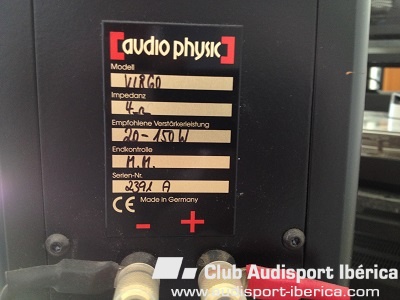 audio physic
Modell
VIRGO
Impedanz
4 Ω
Empfohlene Verstärkerleistung
20-150 W
Endkontrolle
M.M.
Serien-Nr.
2391 A
CE Made in Germany
- +
Club Audisport Ibérica
www.audisport-iberica.com